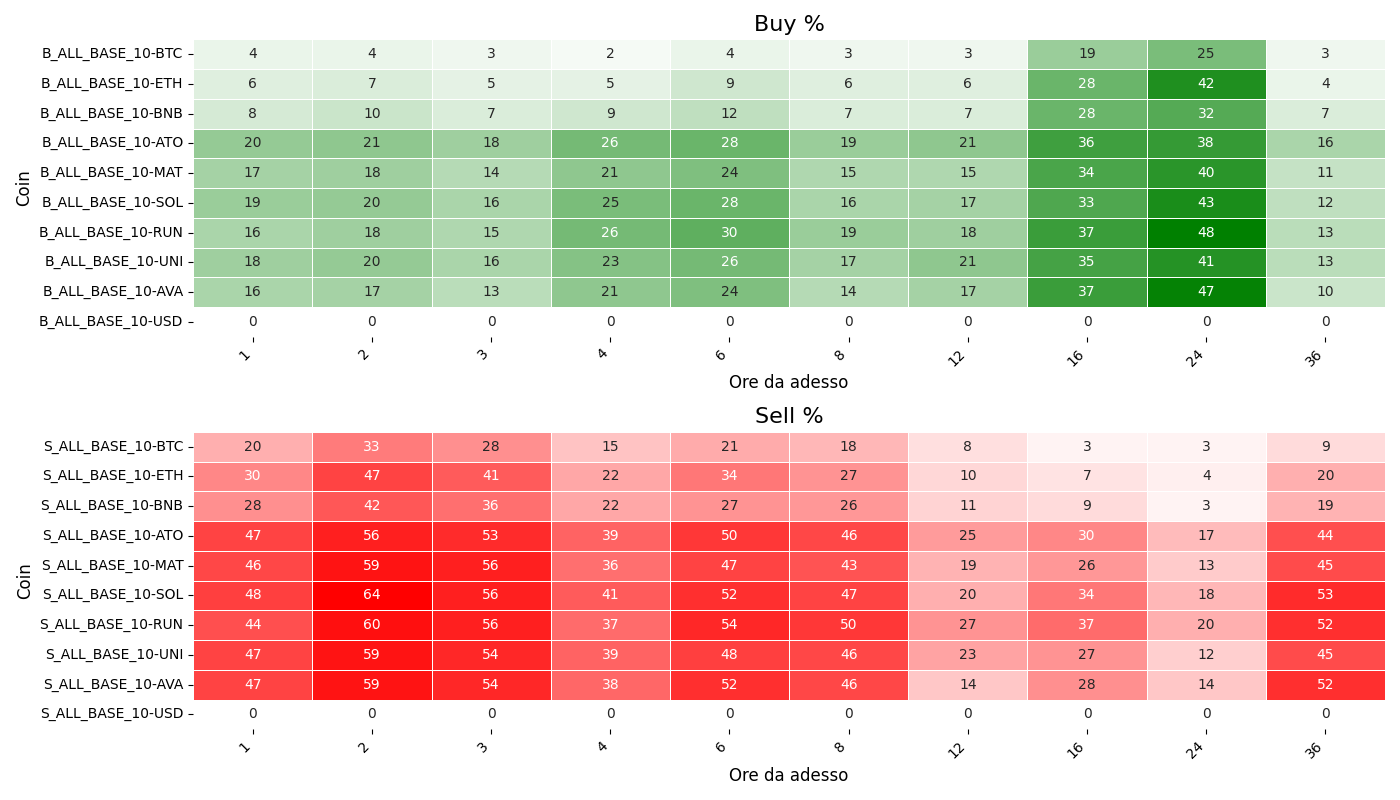 Buy %
Coin
B_ALL_BASE_10-BTC 4 4 3 2 4 3 3 19 25 3
B_ALL_BASE_10-ETH 6 7 5 5 9 6 6 28 42 4
B_ALL_BASE_10-BNB 8 10 7 9 12 7 7 28 32 7
B_ALL_BASE_10-ATO 20 21 18 26 28 19 21 36 38 16
B_ALL_BASE_10-MAT 17 18 14 21 24 15 15 34 40 11
B_ALL_BASE_10-SOL 19 20 16 25 28 16 17 33 43 12
B_ALL_BASE_10-RUN 16 18 15 26 30 19 18 37 48 13
B_ALL_BASE_10-UNI 18 20 16 23 26 17 21 35 41 13
B_ALL_BASE_10-AVA 16 17 13 21 24 14 17 37 47 10
B_ALL_BASE_10-USD 0 0 0 0 0 0 0 0 0 0
1 2 3 4 6 8 12 16 24 36
Ore da adesso
Sell %
Coin
S_ALL_BASE_10-BTC 20 33 28 15 21 18 8 3 3 9
S_ALL_BASE_10-ETH 30 47 41 22 34 27 10 7 4 20
S_ALL_BASE_10-BNB 28 42 36 22 27 26 11 9 3 19
S_ALL_BASE_10-ATO 47 56 53 39 50 46 25 30 17 44
S_ALL_BASE_10-MAT 46 59 56 36 47 43 19 26 13 45
S_ALL_BASE_10-SOL 48 64 56 41 52 47 20 34 18 53
S_ALL_BASE_10-RUN 44 60 56 37 54 50 27 37 20 52
S_ALL_BASE_10-UNI 47 59 54 39 48 46 23 27 12 45
S_ALL_BASE_10-AVA 47 59 54 38 52 46 14 28 14 52
S_ALL_BASE_10-USD 0 0 0 0 0 0 0 0 0 0
1 2 3 4 6 8 12 16 24 36
Ore da adesso